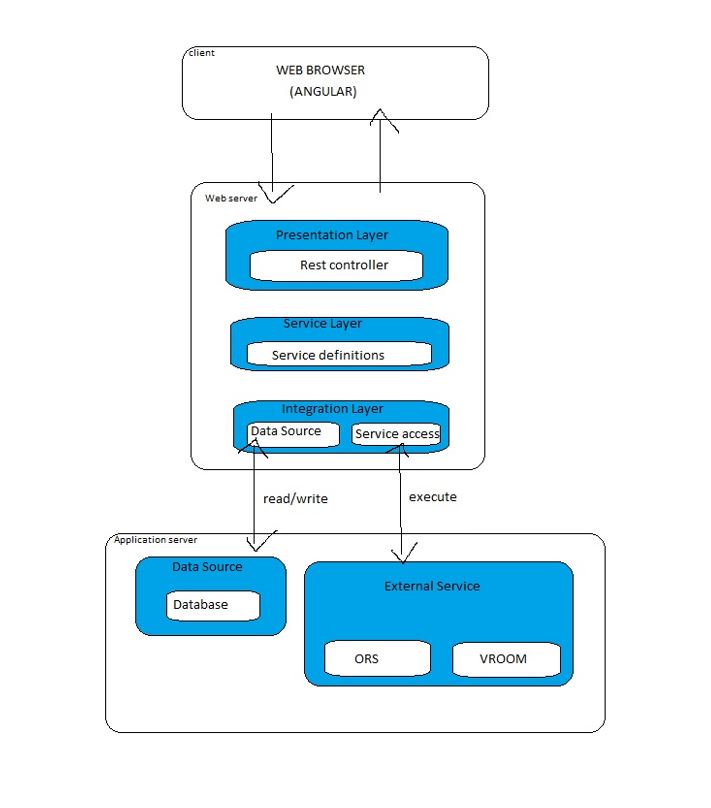 client
WEB BROWSER
(ANGULAR)
Web server
Presentation Layer
Rest controller
Service Layer
Service definitions
Integration Layer
Data Source
Service access
read/write
execute
Application server
Data Source
Database
External Service
ORS
VROOM